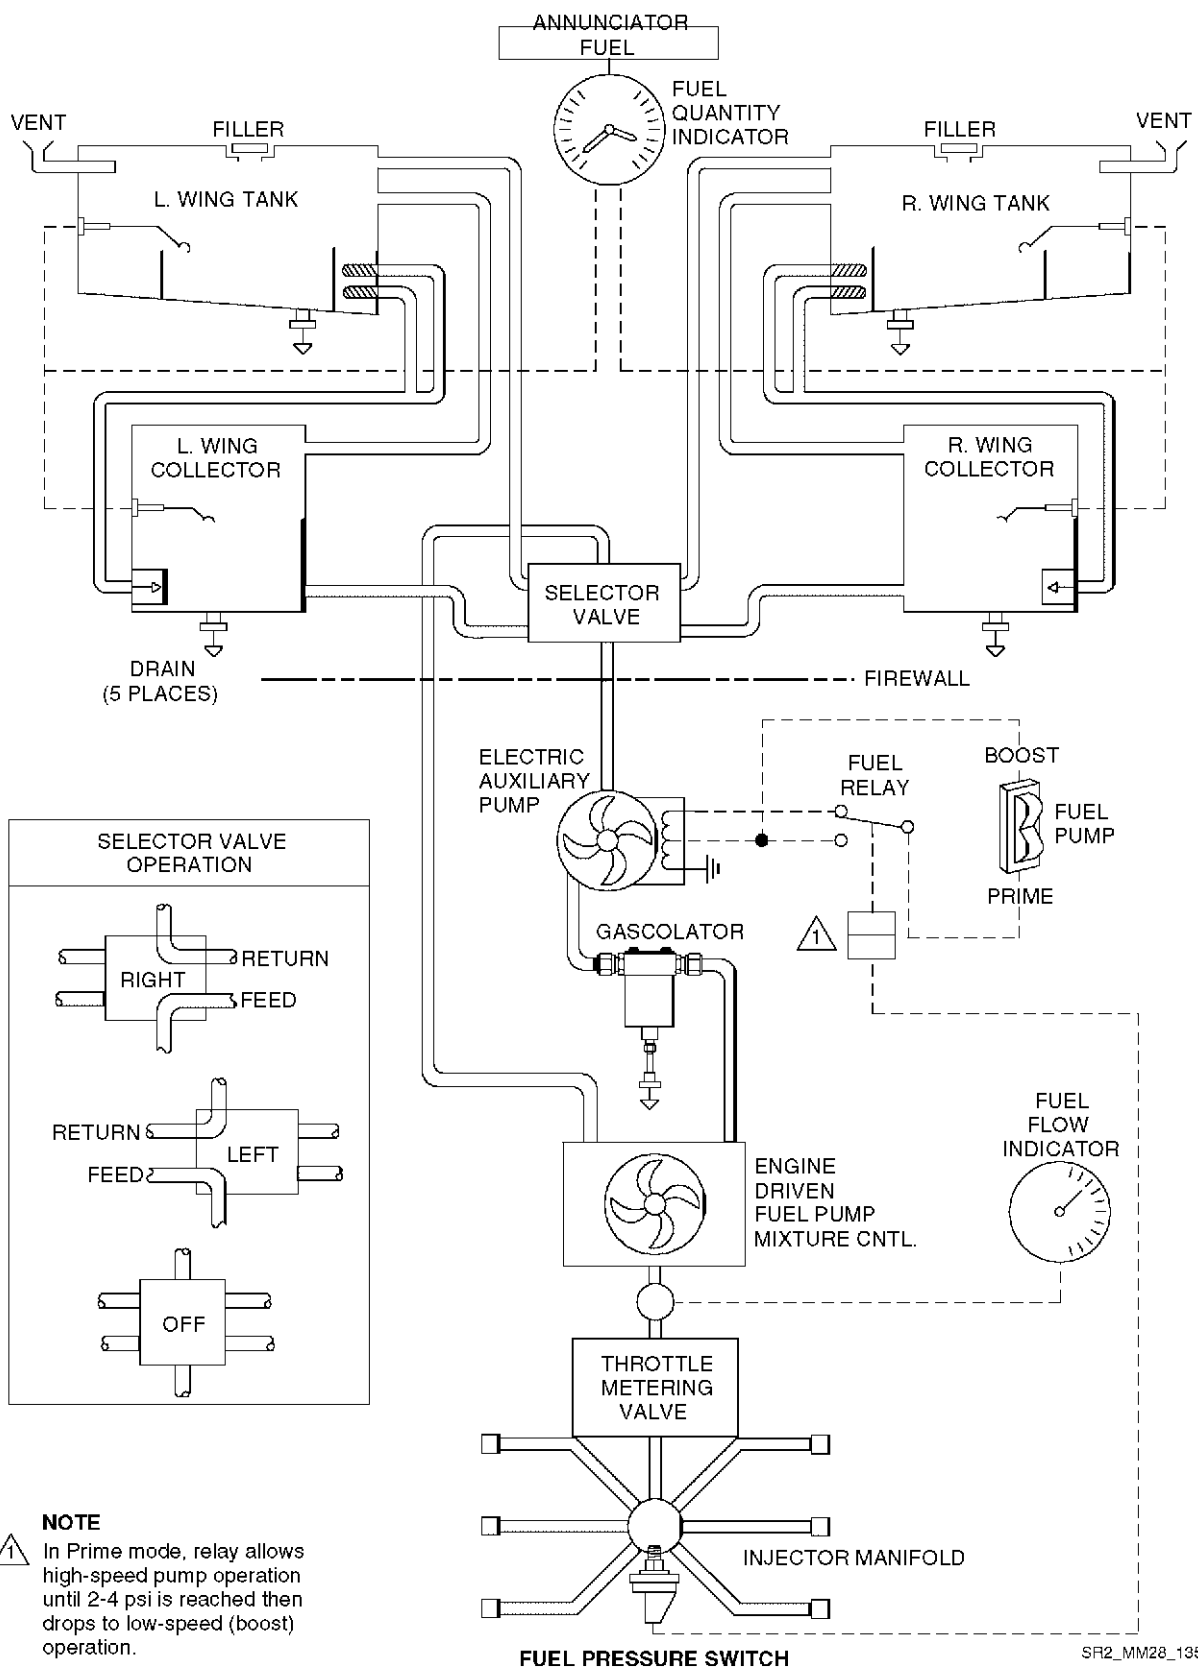 ANNUNCIATOR
FUEL
FUEL
QUANTITY
INDICATOR
VENT
FILLER
FILLER
VENT
L. WING TANK
R. WING TANK
L. WING
COLLECTOR
R. WING
COLLECTOR
SELECTOR
VALVE
DRAIN
(5 PLACES)
FIREWALL
ELECTRIC
AUXILIARY
PUMP
FUEL
RELAY
BOOST
FUEL
PUMP
PRIME
SELECTOR VALVE
OPERATION
GASCOLATOR
1
RIGHT
RETURN
FEED
RETURN
FEED
LEFT
OFF
FUEL
FLOW
INDICATOR
ENGINE
DRIVEN
FUEL PUMP
MIXTURE CNTL.
THROTTLE
METERING
VALVE
INJECTOR MANIFOLD
NOTE
1 In Prime mode, relay allows
high-speed pump operation
until 2-4 psi is reached then
drops to low-speed (boost)
operation.
FUEL PRESSURE SWITCH
SR2_MM28_135